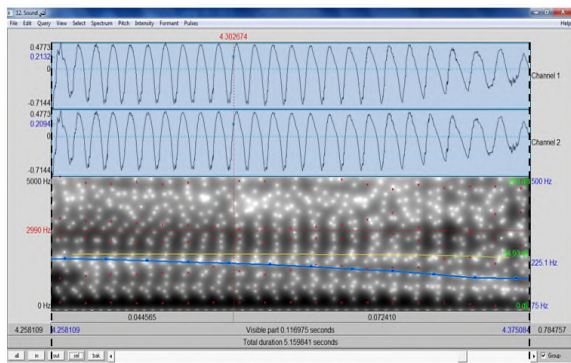 32. Sound
File Edit Query View Select Spectrum Pitch Intensity Formant Pulses Help
4.302674
0.4773
0.2132
0
-0.7144
Channel 1
0.4773
0.2094
0
-0.7144
Channel 2
5000 Hz
500 Hz
2990 Hz
225.1 Hz
0 Hz
75 Hz
0.044565 0.072410
4.258109 4.258109 Visible part 0.116975 seconds 4.375084 0.784757
Total duration 5.159841 seconds
all in out sel bak Group